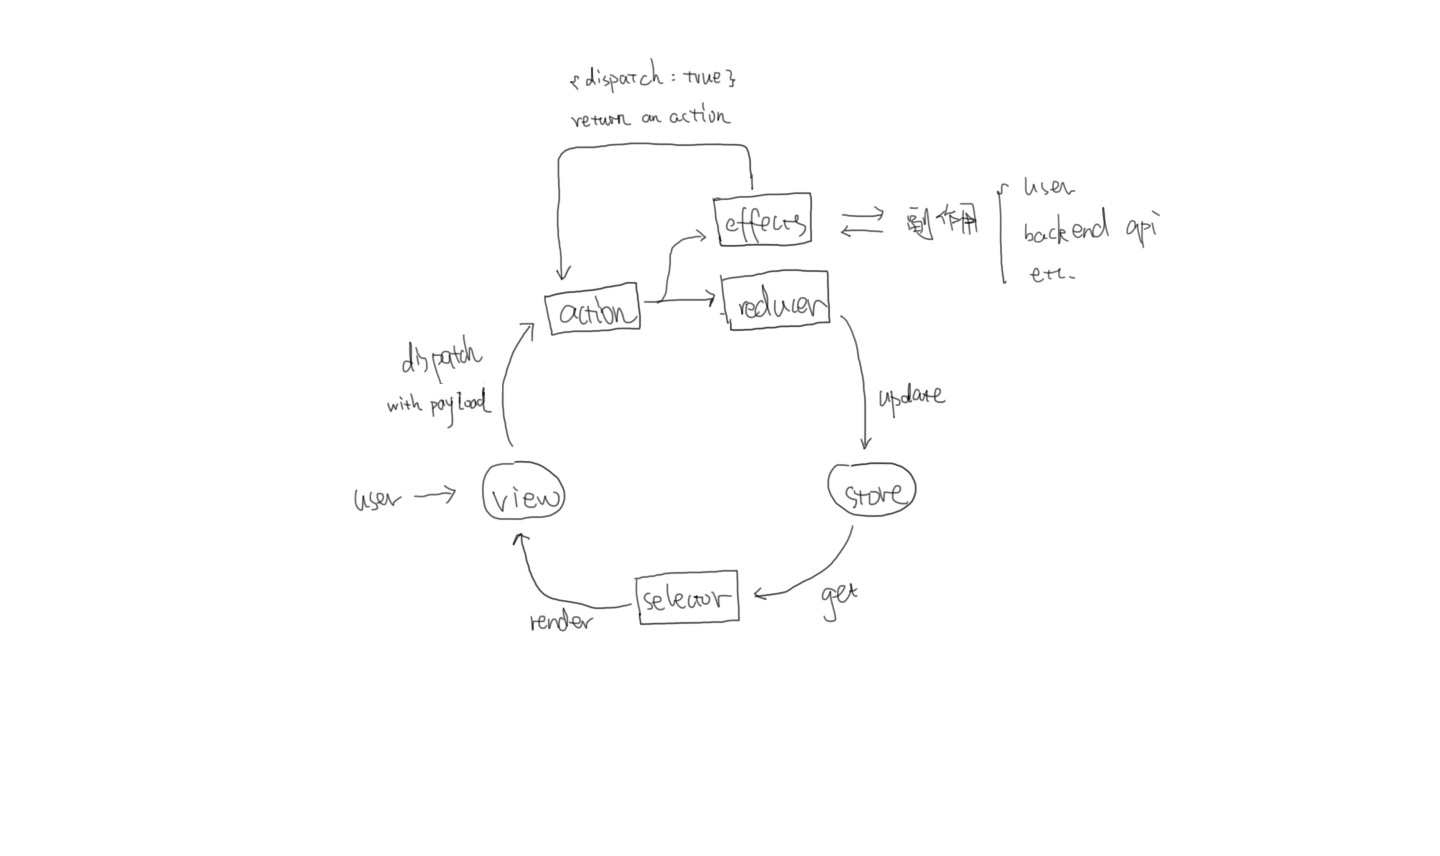 {dispatch : true}
return an action
effects
副作用
user
backend api
etc.
action
reducer
dispatch
with payload
update
user
view
store
selector
get
render